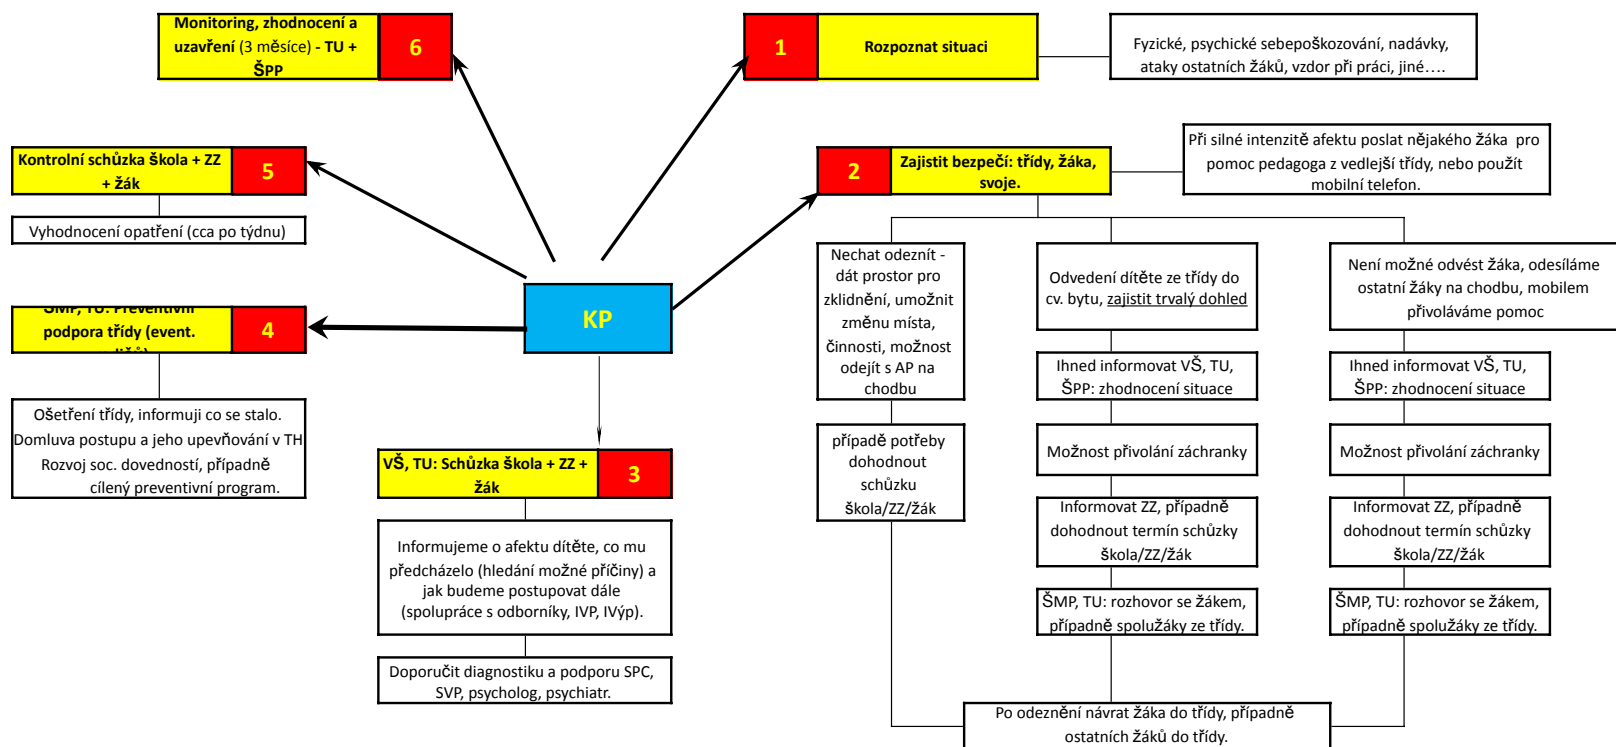 Monitoring, zhodnocení a
uzavření (3 měsíce) - TU +
ŠPP
6
1
Rozpoznat situaci
Fyzické, psychické sebepoškozování, nadávky,
ataky ostatních žáků, vzdor při práci, jiné….
Kontrolní schůzka škola + ZZ
+ žák
5
Vyhodnocení opatření (cca po týdnu)
2
Zajistit bezpečí: třídy, žáka,
svoje.
Při silné intenzitě afektu poslat nějakého žáka pro
pomoc pedagoga z vedlejší třídy, nebo použít
mobilní telefon.
Nechat odeznít -
dát prostor pro
zklidnění, umožnit
změnu místa,
činnosti, možnost
odejít s AP na
chodbu
případě potřeby
dohodnout
schůzku
škola/ZZ/žák
Odvedení dítěte ze třídy do
cv. bytu, zajistit trvalý dohled
Ihned informovat VŠ, TU,
ŠPP: zhodnocení situace
Možnost přivolání záchranky
Informovat ZZ, případně
dohodnout termín schůzky
škola/ZZ/žák
ŠMP, TU: rozhovor se žákem,
případně spolužáky ze třídy.
Není možné odvést žáka, odesíláme
ostatní žáky na chodbu, mobilem
přivoláváme pomoc
Ihned informovat VŠ, TU,
ŠPP: zhodnocení situace
Možnost přivolání záchranky
Informovat ZZ, případně
dohodnout termín schůzky
škola/ZZ/žák
ŠMP, TU: rozhovor se žákem,
případně spolužáky ze třídy.
Po odeznění návrat žáka do třídy, případně
ostatních žáků do třídy.
KP
ŠMP, TU: Preventivní
podpora třídy (event.
4
Ošetření třídy, informuji co se stalo.
Domluva postupu a jeho upevňování v TH
Rozvoj soc. dovedností, případně
cílený preventivní program.
VŠ, TU: Schůzka škola + ZZ +
žák
3
Informujeme o afektu dítěte, co mu
předcházelo (hledání možné příčiny) a
jak budeme postupovat dále
(spolupráce s odborníky, IVP, IVýp).
Doporučit diagnostiku a podporu SPC,
SVP, psycholog, psychiatr.